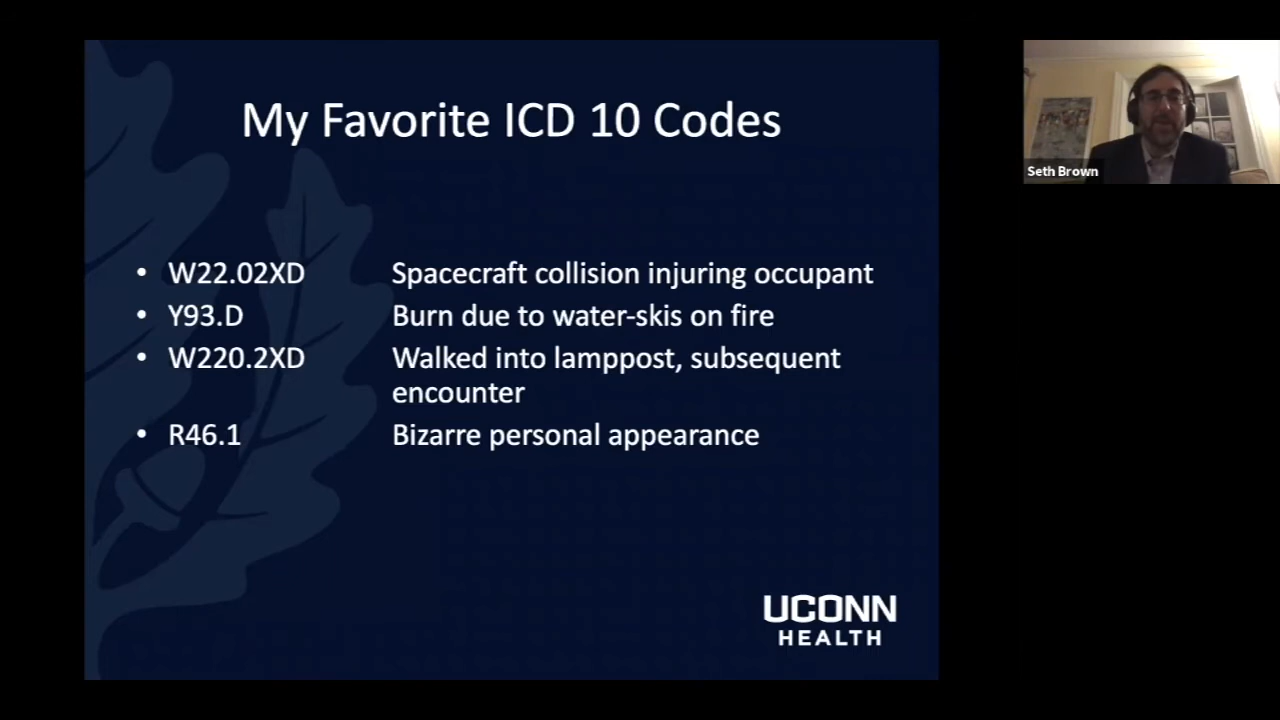 My Favorite ICD 10 Codes
Seth Brown
• W22.02XD Spacecraft collision injuring occupant
• Y93.D Burn due to water-skis on fire
• W220.2XD Walked into lamppost, subsequent
encounter
• R46.1 Bizarre personal appearance
UCONN
HEALTH